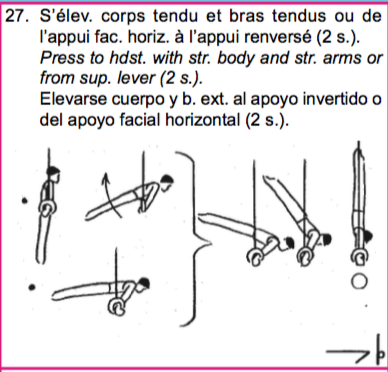 27. S'élev. corps tendu et bras tendus ou de
l'appui fac. horiz. à l'appui renversé (2 s.).
Press to hdst. with str. body and str. arms or
from sup. lever (2 s.).
Elevarse cuerpo y b. ext. al apoyo invertido o
del apoyo facial horizontal (2 s.).